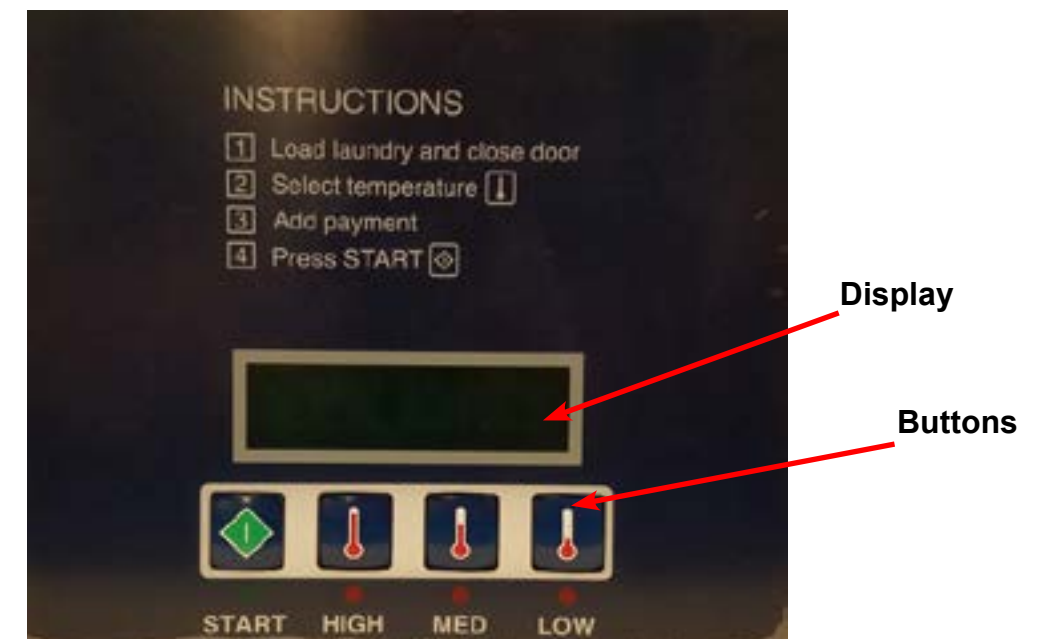 INSTRUCTIONS
1 Load laundry and close door
2 Select temperature
3 Add payment
4 Press START
Display
Buttons
START HIGH MED LOW